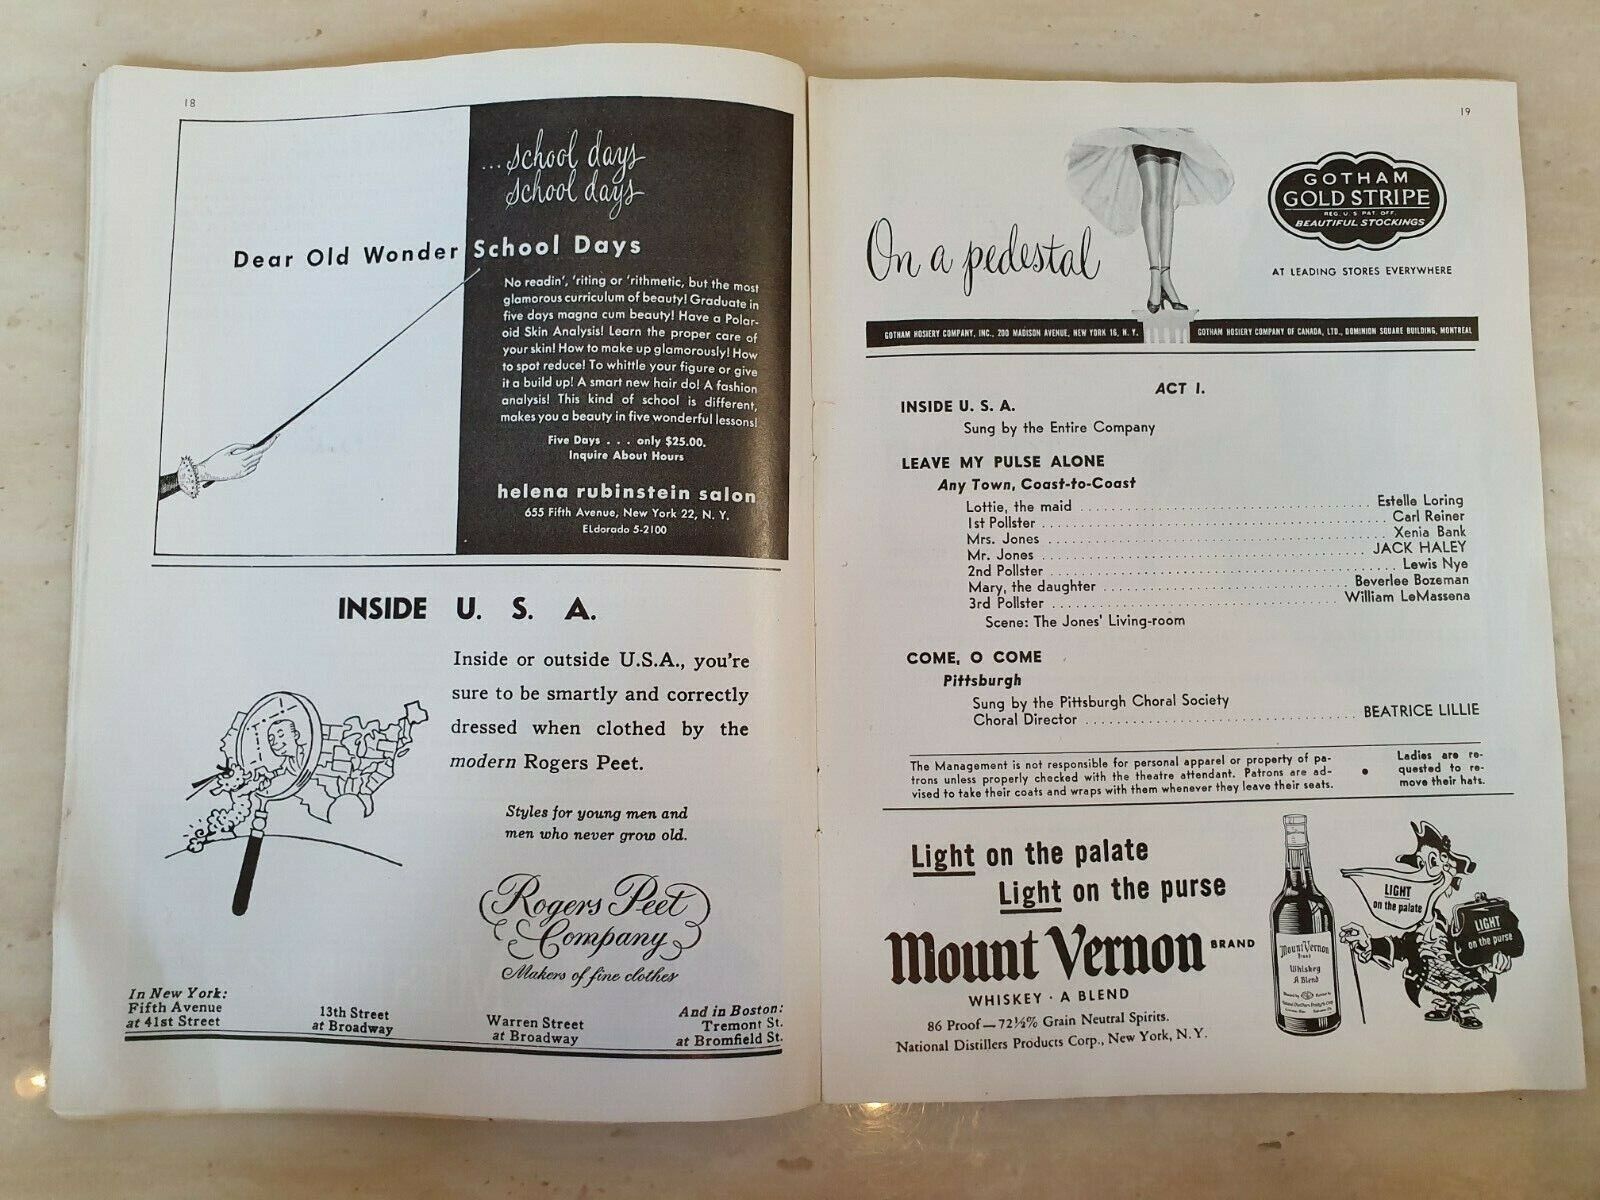 18
...school days
school days
Dear Old Wonder School Days
No readin', 'riting or 'rithmetic, but the most
glamorous curriculum of beauty! Graduate in
five days magna cum beauty! Have a Polar-
oid Skin Analysis! Learn the proper care of
your skin! How to make up glamorously! How
to spot reduce! To whittle your figure or give
it a build up! A smart new hair do! A fashion
analysis! This kind of school is different,
makes you a beauty in five wonderful lessons!
Five Days . . . only $25.00.
Inquire About Hours
helena rubinstein salon
655 Fifth Avenue, New York 22, N. Y.
ELdorado 5-2100
INSIDE U. S. A.
Inside or outside U.S.A., you're
sure to be smartly and correctly
dressed when clothed by the
modern Rogers Peet.
Styles for young men and
men who never grow old.
Rogers Peet
Company
Makers of fine clothes
In New York:
Fifth Avenue
at 41st Street
13th Street
at Broadway
Warren Street
at Broadway
And in Boston:
Tremont St.
at Bromfield St.
19
On a pedestal
GOTHAM
GOLD STRIPE
REG. U. S. PAT. OFF.
BEAUTIFUL STOCKINGS
AT LEADING STORES EVERYWHERE
GOTHAM HOSIERY COMPANY, INC., 200 MADISON AVENUE, NEW YORK 16, N. Y.
GOTHAM HOSIERY COMPANY OF CANADA, LTD., DOMINION SQUARE BUILDING, MONTREAL
ACT I.
INSIDE U. S. A.
Sung by the Entire Company
LEAVE MY PULSE ALONE
Any Town, Coast-to-Coast
Lottie, the maid ........ Estelle Loring
1st Pollster ........ Carl Reiner
Mrs. Jones ........ Xenia Bank
Mr. Jones ........ JACK HALEY
2nd Pollster ........ Lewis Nye
Mary, the daughter ........ Beverlee Bozeman
3rd Pollster ........ William LeMassena
Scene: The Jones' Living-room
COME, O COME
Pittsburgh
Sung by the Pittsburgh Choral Society
Choral Director ........ BEATRICE LILLIE
The Management is not responsible for personal apparel or property of pa-
trons unless properly checked with the theatre attendant. Patrons are ad-
vised to take their coats and wraps with them whenever they leave their seats.
•
Ladies are re-
quested to re-
move their hats.
Light on the palate
Light on the purse
Mount Vernon BRAND
WHISKEY · A BLEND
86 Proof—72½% Grain Neutral Spirits.
National Distillers Products Corp., New York, N. Y.
Mount Vernon
Brand
Whiskey
A Blend
LIGHT
on the palate
LIGHT
on the purse